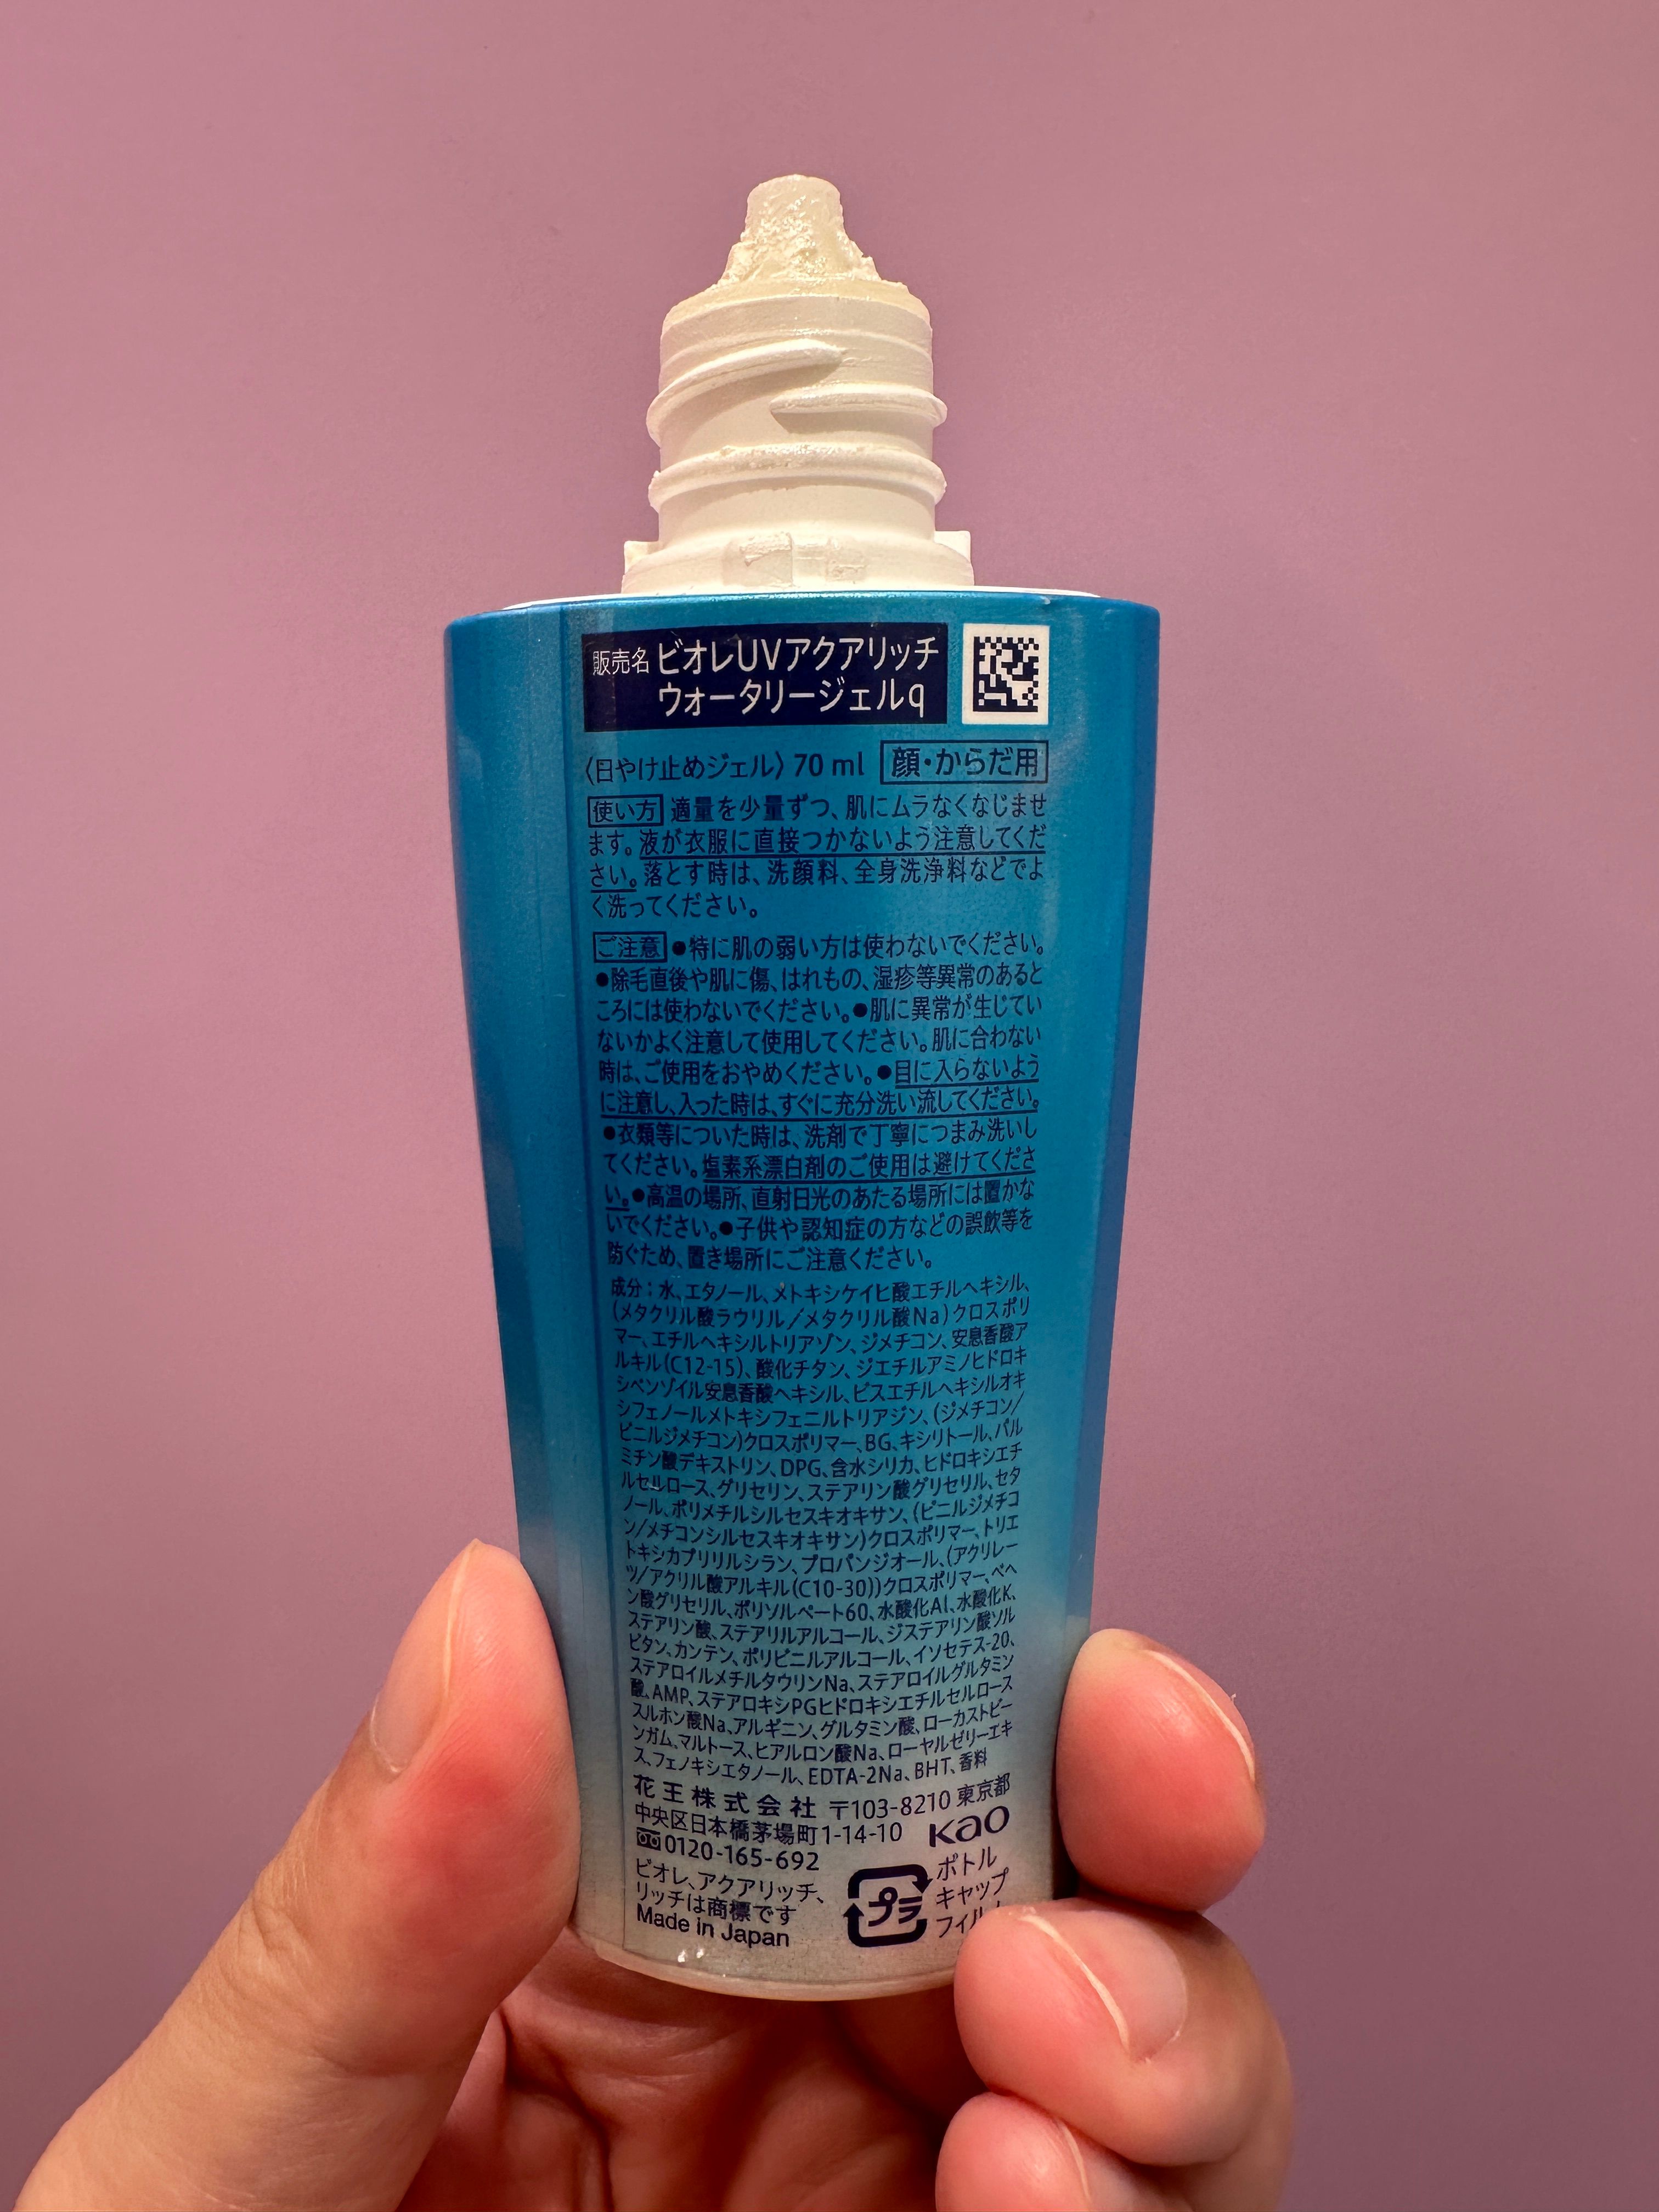 販売名 ビオレUVアクアリッチ
ウォータリージェルq
〈日やけ止めジェル〉70 ml 顔・からだ用
使い方 適量を少量ずつ、肌にムラなくなじませ
ます。液が衣服に直接つかないよう注意してくだ
さい。落とす時は、洗顔料、全身洗浄料などでよ
く洗ってください。
ご注意 ●特に肌の弱い方は使わないでください。
●除毛直後や肌に傷、はれもの、湿疹等異常のあると
ころには使わないでください。●肌に異常が生じてい
ないかよく注意して使用してください。肌に合わない
時は、ご使用をおやめください。●目に入らないよう
に注意し、入った時は、すぐに充分洗い流してください。
●衣類等についた時は、洗剤で丁寧につまみ洗いし
てください。塩素系漂白剤のご使用は避けてくださ
い。●高温の場所、直射日光のあたる場所には置かな
いでください。●子供や認知症の方などの誤飲等を
防ぐため、置き場所にご注意ください。
成分：水、エタノール、メトキシケイヒ酸エチルヘキシル、
(メタクリル酸ラウリル/メタクリル酸Na)クロスポリ
マー、エチルヘキシルトリアゾン、ジメチコン、安息香酸ア
ルキル(C12-15)、酸化チタン、ジエチルアミノヒドロキ
シベンゾイル安息香酸ヘキシル、ビスエチルヘキシルオキ
シフェノールメトキシフェニルトリアジン、(ジメチコン/
ビニルジメチコン)クロスポリマー、BG、キシリトール、パル
ミチン酸デキストリン、DPG、含水シリカ、ヒドロキシエチ
ルセルロース、グリセリン、ステアリン酸グリセリル、セタ
ノール、ポリメチルシルセスキオキサン、(ビニルジメチコ
ン/メチコンシルセスキオキサン)クロスポリマー、トリエ
トキシカプリリルシラン、プロパンジオール、(アクリレー
ツ/アクリル酸アルキル(C10-30))クロスポリマー、ベヘ
ン酸グリセリル、ポリソルベート60、水酸化Al、水酸化K、
ステアリン酸、ステアリルアルコール、ジステアリン酸ソル
ビタン、カンテン、ポリビニルアルコール、イソセテス-20、
ステアロイルメチルタウリンNa、ステアロイルグルタミン
酸、AMP、ステアロキシPGヒドロキシエチルセルロース
スルホン酸Na、アルギニン、グルタミン酸、ローカストビー
ンガム、マルトース、ヒアルロン酸Na、ローヤルゼリーエキ
ス、フェノキシエタノール、EDTA-2Na、BHT、香料
花王株式会社 〒103-8210 東京都
中央区日本橋茅場町1-14-10
Kao
0120-165-692
ビオレ、アクアリッチ、
リッチは商標です
Made in Japan
プラ
ボトル
キャップ